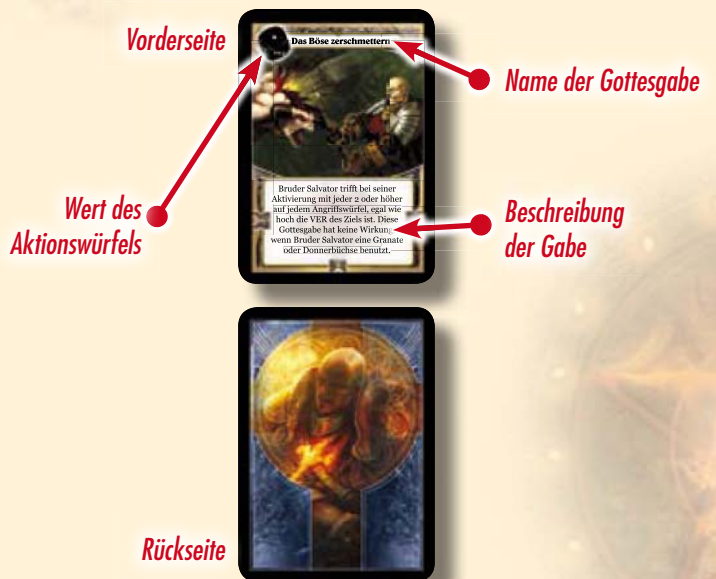 Vorderseite
Das Böse zerschmettern
Name der Gottesgabe
Wert des
Aktionswürfels
Bruder Salvator trifft bei seiner
Aktivierung mit jeder 2 oder höher
auf jedem Angriffswürfel, egal wie
hoch die VER des Ziels ist. Diese
Gottesgabe hat keine Wirkung,
wenn Bruder Salvator eine Granate
oder Donnerbüchse benutzt.
Beschreibung
der Gabe
Rückseite